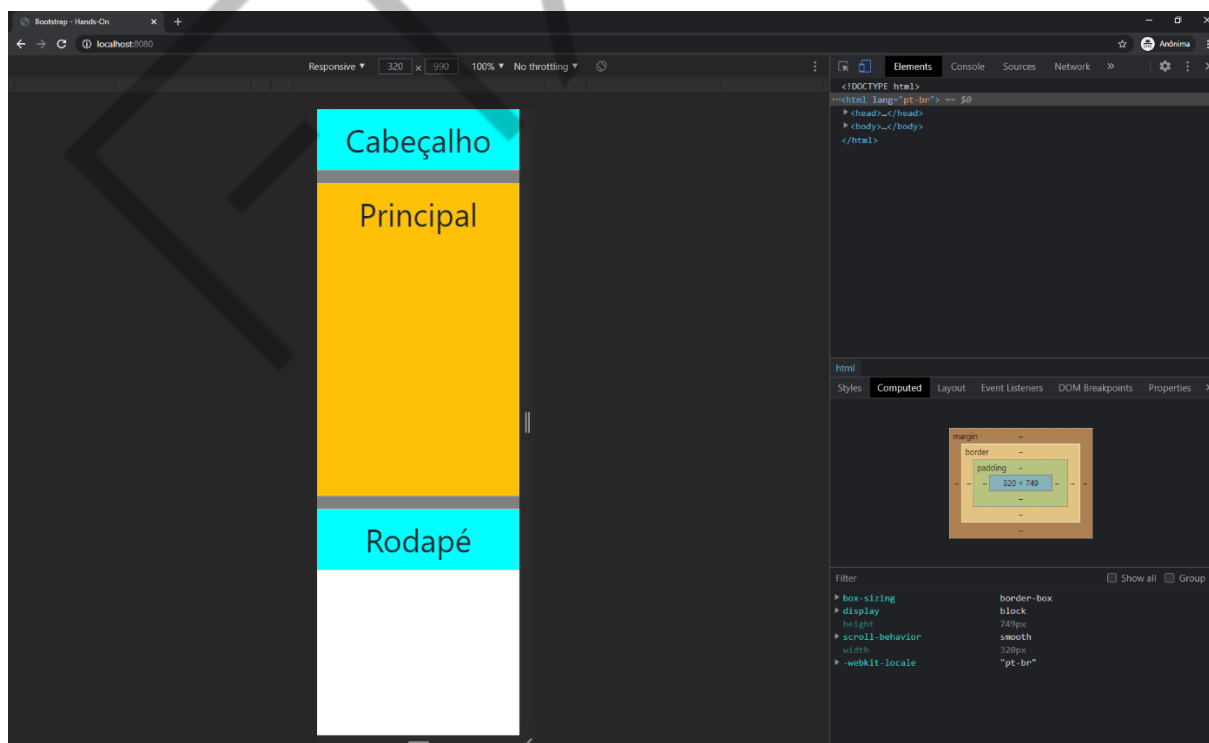 Bootstrap - Hands-On × +
localhost:8080 Anônima
Responsive ▼ 320 × 990 100% ▼ No throttling ▼
Elements Console Sources Network »
<!DOCTYPE html>
···<html lang="pt-br"> == $0
<head>…</head>
<body>…</body>
</html>
Cabeçalho
Principal
Rodapé
html
Styles Computed Layout Event Listeners DOM Breakpoints Properties
margin –
border –
padding –
– – – 320 × 749 – – –
–
–
–
Filter Show all Group
box-sizing border-box
display block
height 749px
scroll-behavior smooth
width 320px
-webkit-locale "pt-br"